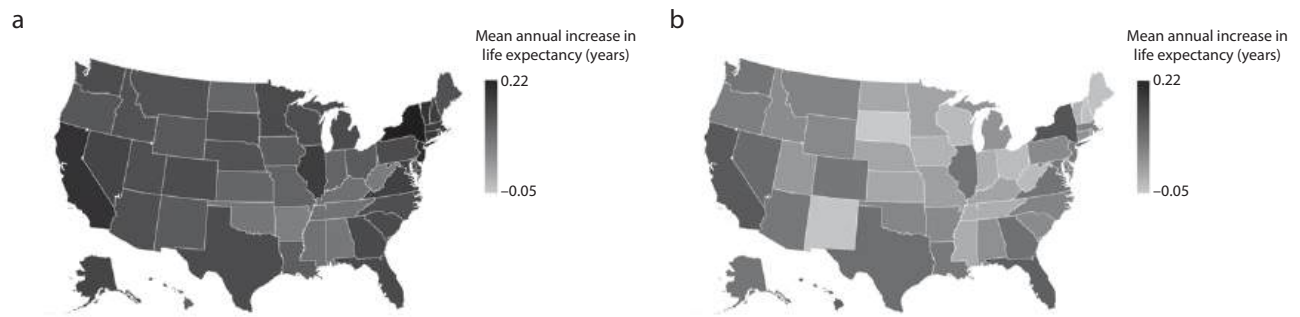 a
Mean annual increase in
life expectancy (years)
0.22
–0.05
b
Mean annual increase in
life expectancy (years)
0.22
–0.05